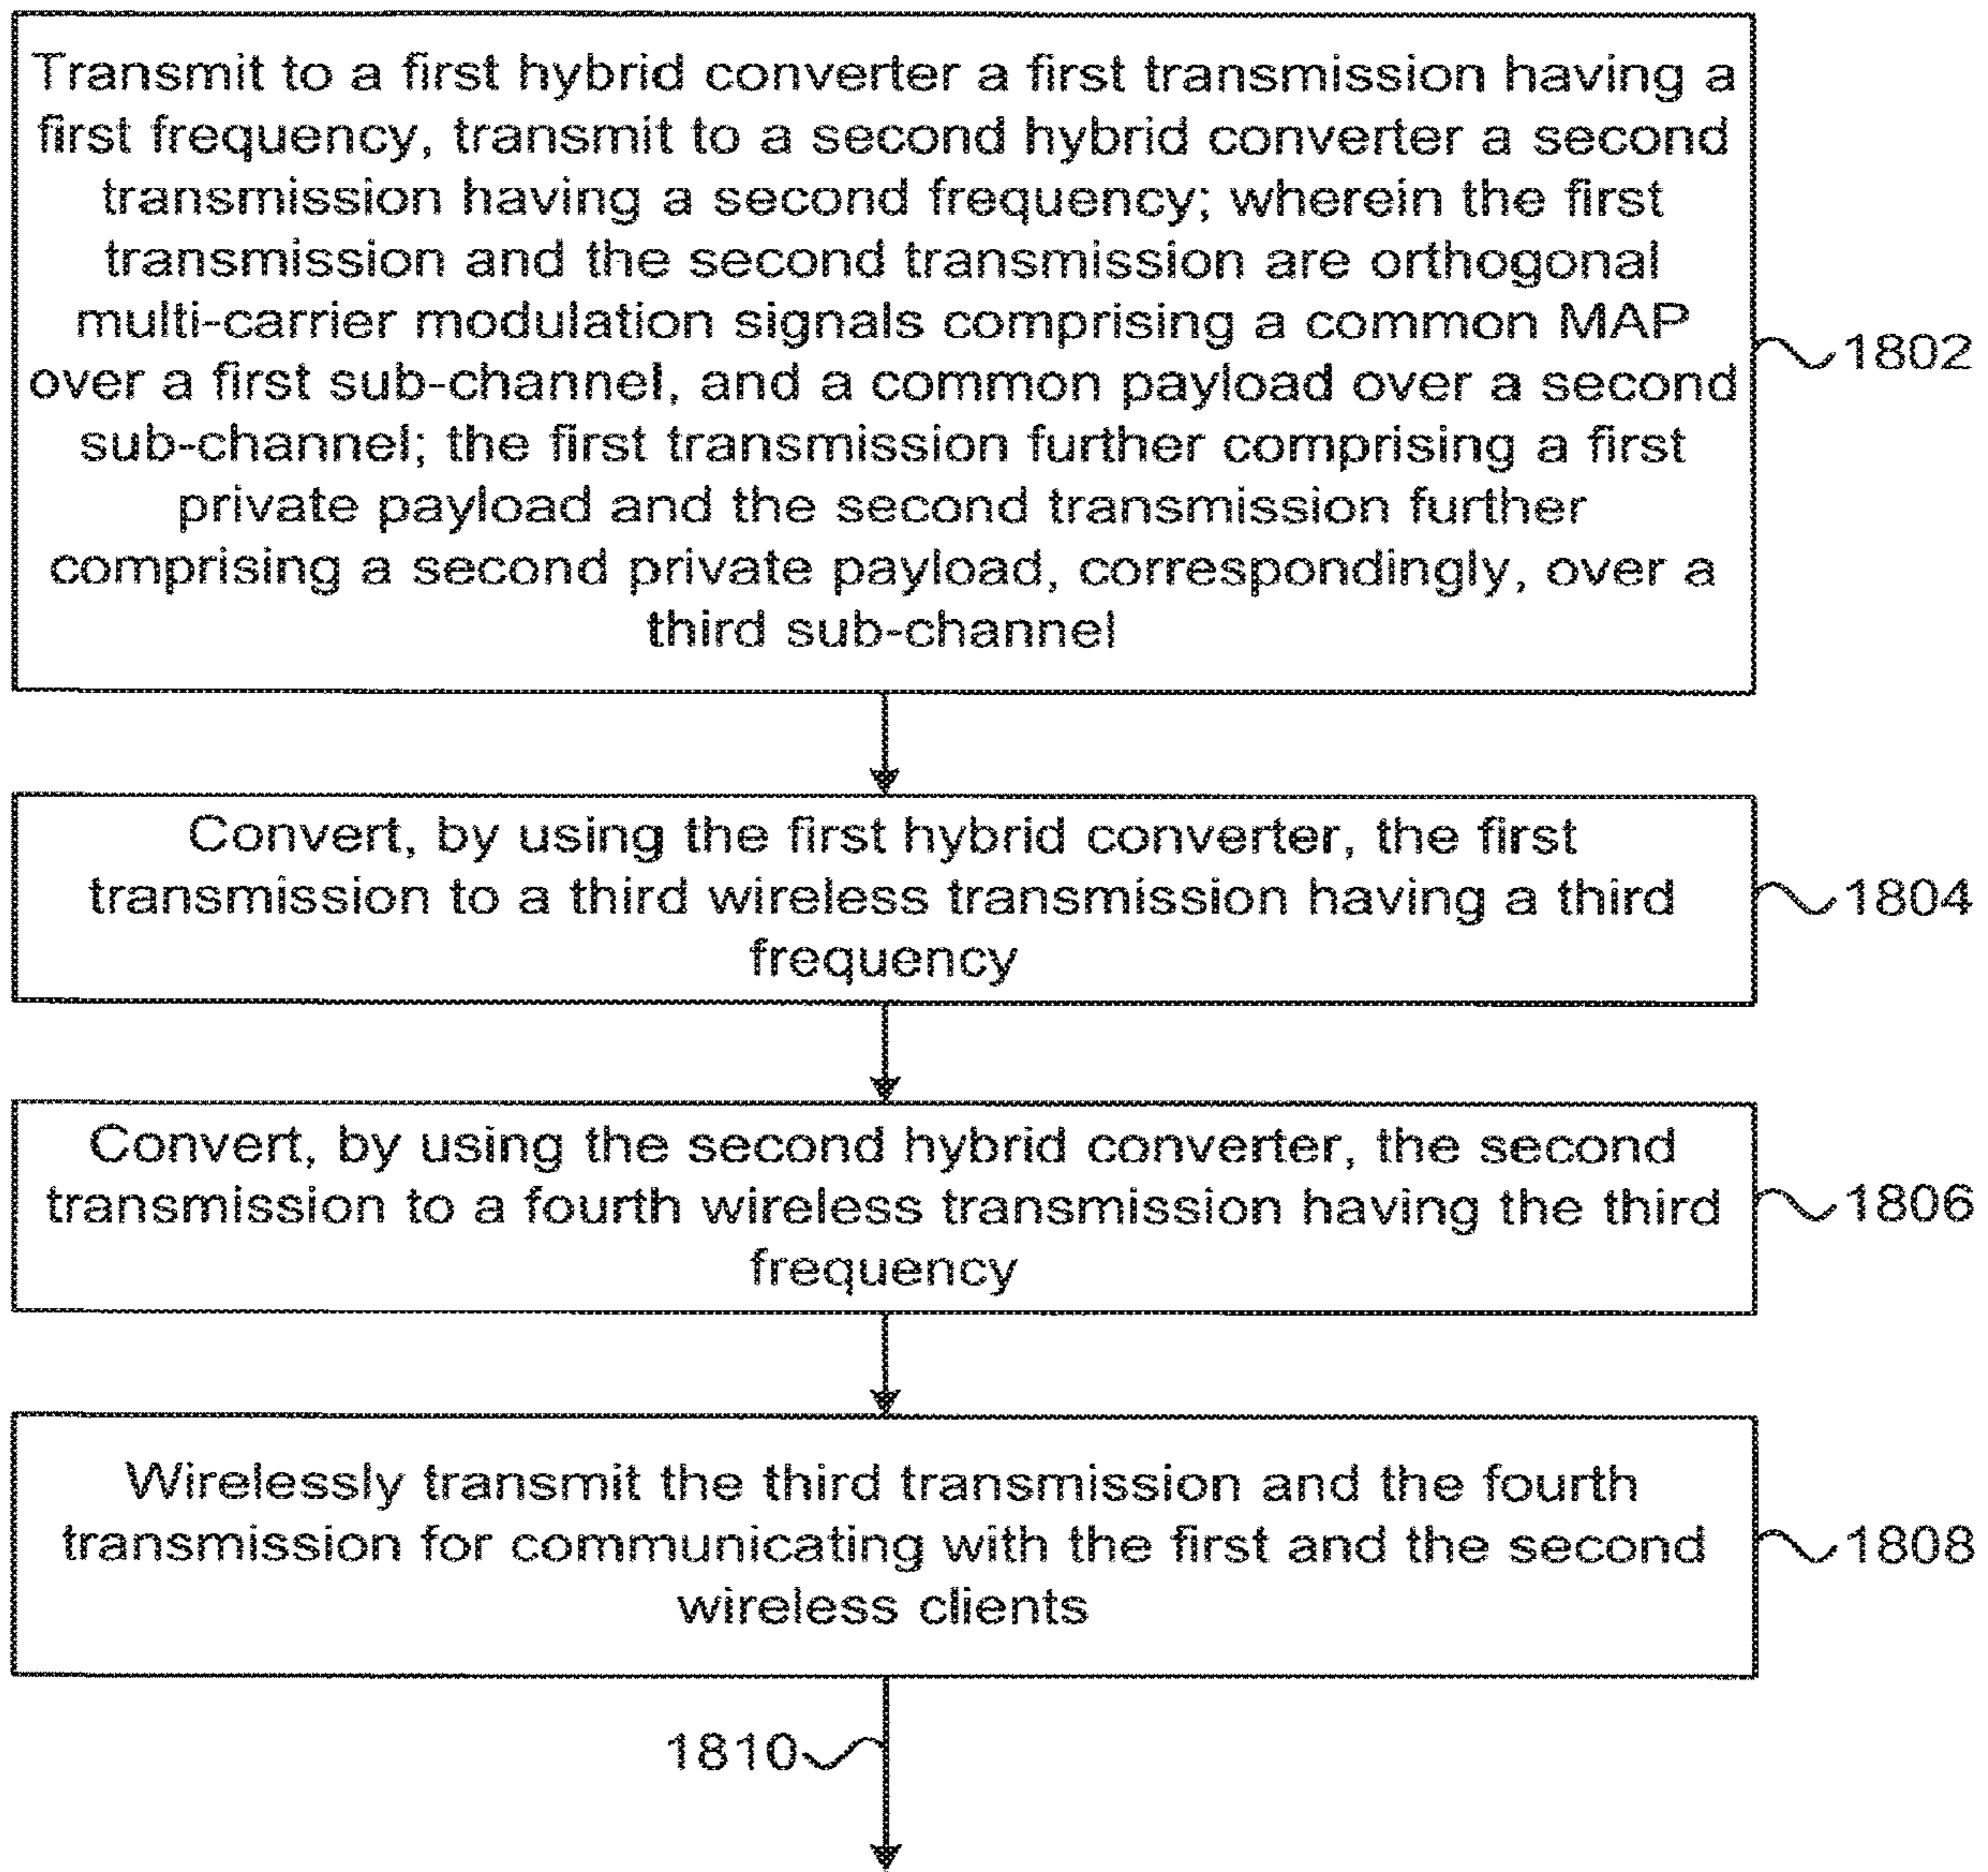 Transmit to a first hybrid converter a first transmission having a
first frequency, transmit to a second hybrid converter a second
transmission having a second frequency; wherein the first
transmission and the second transmission are orthogonal
multi-carrier modulation signals comprising a common MAP
over a first sub-channel, and a common payload over a second
sub-channel; the first transmission further comprising a first
private payload and the second transmission further
comprising a second private payload, correspondingly, over a
third sub-channel
1802
Convert, by using the first hybrid converter, the first
transmission to a third wireless transmission having a third
frequency
1804
Convert, by using the second hybrid converter, the second
transmission to a fourth wireless transmission having the third
frequency
1806
Wirelessly transmit the third transmission and the fourth
transmission for communicating with the first and the second
wireless clients
1808
1810